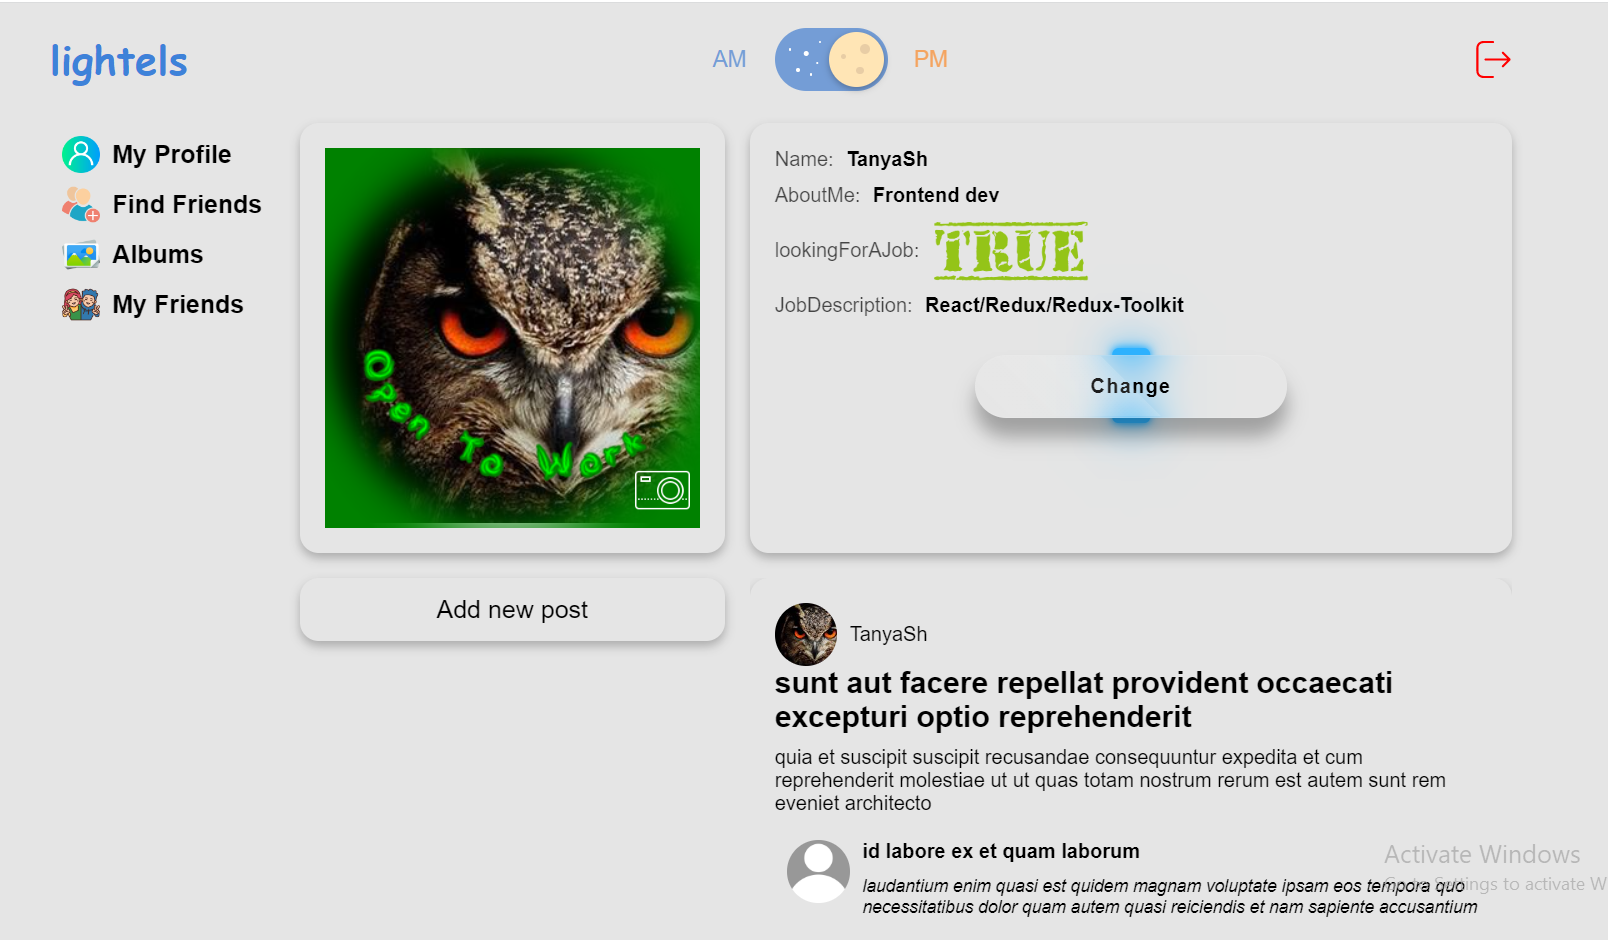 lightels
AM
PM
My Profile
Find Friends
Albums
My Friends
Open To Work
Name: TanyaSh
AboutMe: Frontend dev
lookingForAJob: TRUE
JobDescription: React/Redux/Redux-Toolkit
Change
Add new post
TanyaSh
sunt aut facere repellat provident occaecati
excepturi optio reprehenderit
quia et suscipit suscipit recusandae consequuntur expedita et cum
reprehenderit molestiae ut ut quas totam nostrum rerum est autem sunt rem
eveniet architecto
id labore ex et quam laborum
laudantium enim quasi est quidem magnam voluptate ipsam eos tempora quo
necessitatibus dolor quam autem quasi reiciendis et nam sapiente accusantium
Activate Windows
Go to Settings to activate W